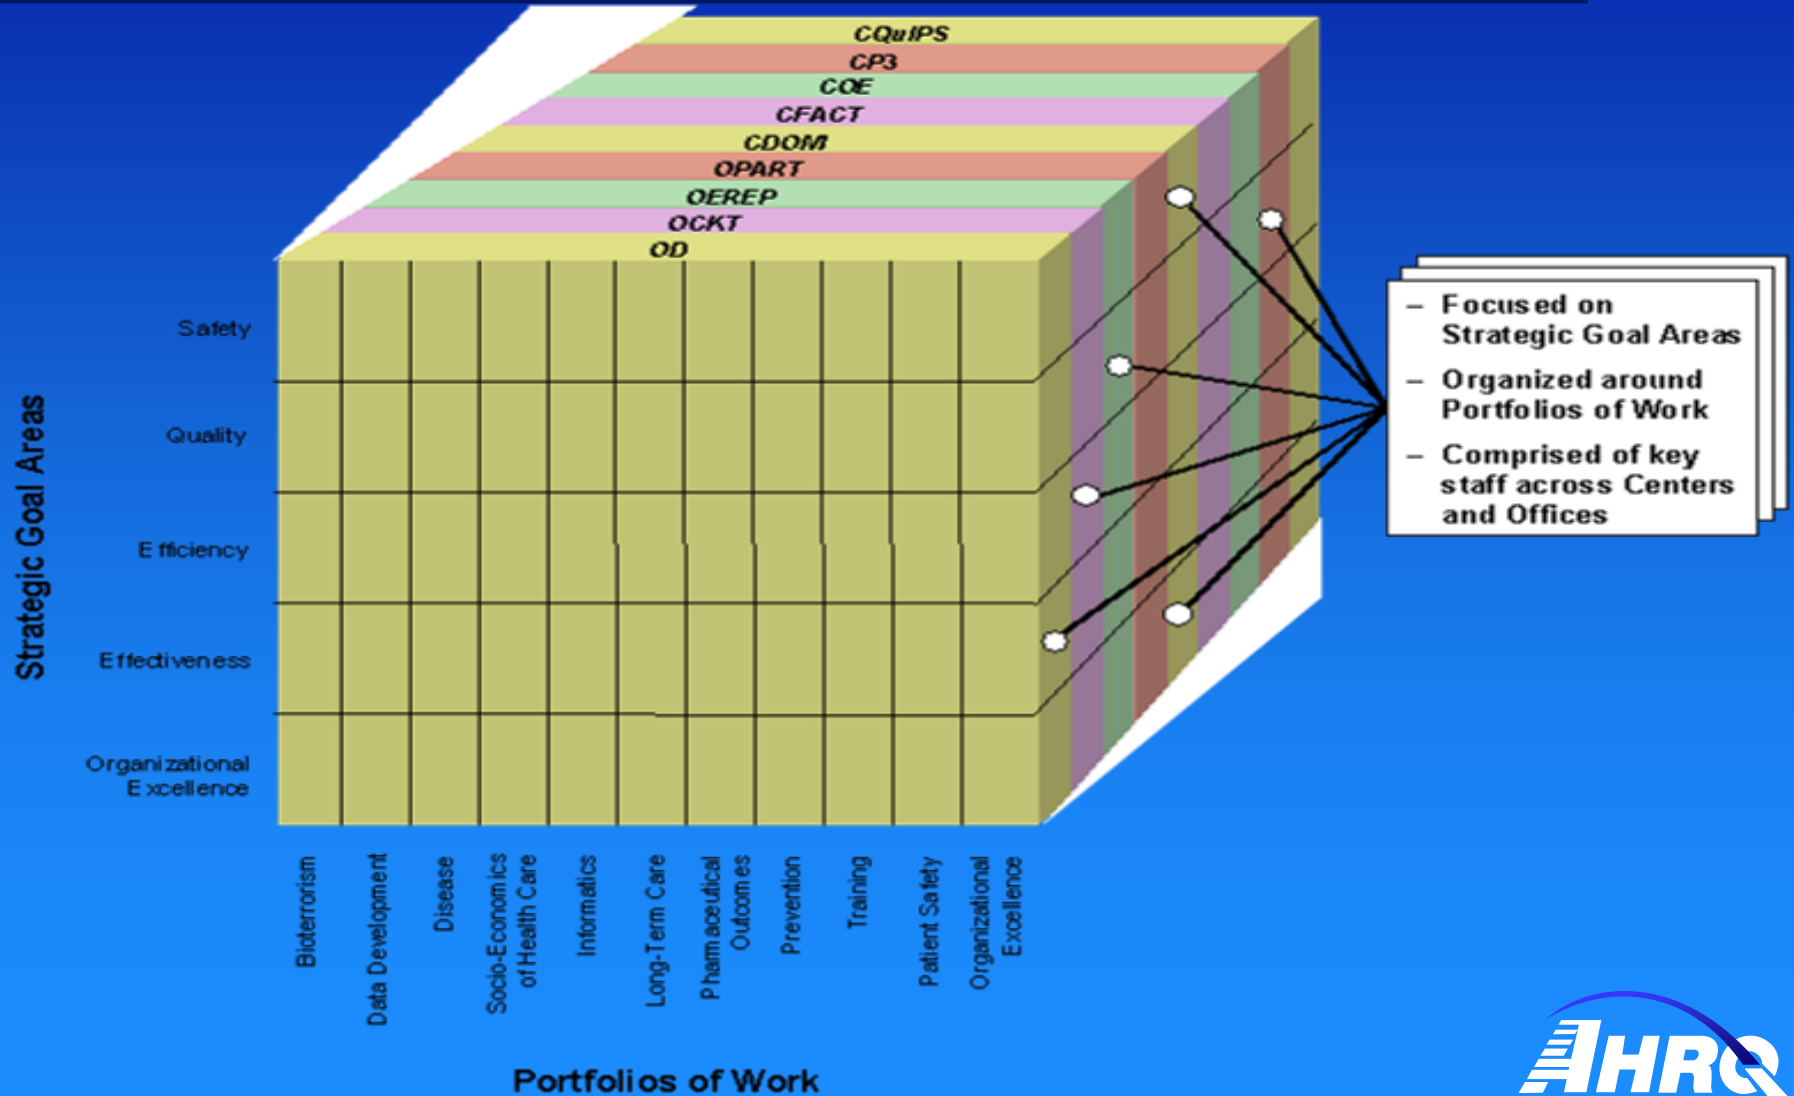 CQuIPS
CP3
COE
CFACT
CDOM
OPART
OEREP
OCKT
OD
Strategic Goal Areas
Safety
Quality
Efficiency
Effectiveness
Organizational
Excellence
– Focused on
Strategic Goal Areas
– Organized around
Portfolios of Work
– Comprised of key
staff across Centers
and Offices
Bioterrorism
Data Development
Disease
Socio-Economics
of Health Care
Informatics
Long-Term Care
Pharmaceutical
Outcomes
Prevention
Training
Patient Safety
Organizational
Excellence
Portfolios of Work
AHRQ